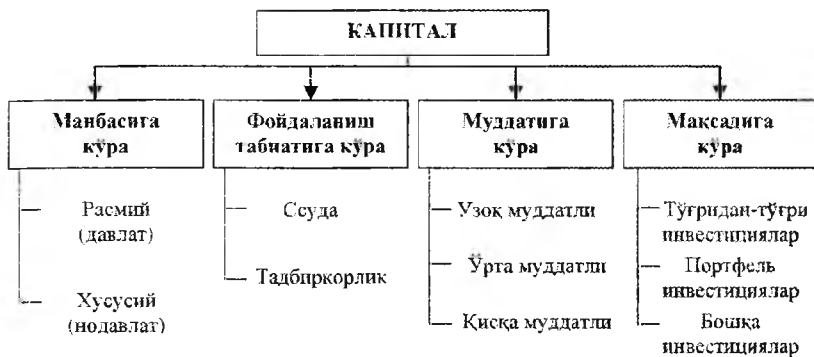 КАПИТАЛ
Манбасига
кўра
Расмий
(давлат)
Хусусий
(нодавлат)
Фойдаланиш
табиатига кўра
Ссуда
Тадбиркорлик
Муддатига
кўра
Узоқ муддатли
Ўрта муддатли
Қисқа муддатли
Мақсадига
кўра
Тўғридан-тўғри
инвестициялар
Портфель
инвестициялар
Бошқа
инвестициялар